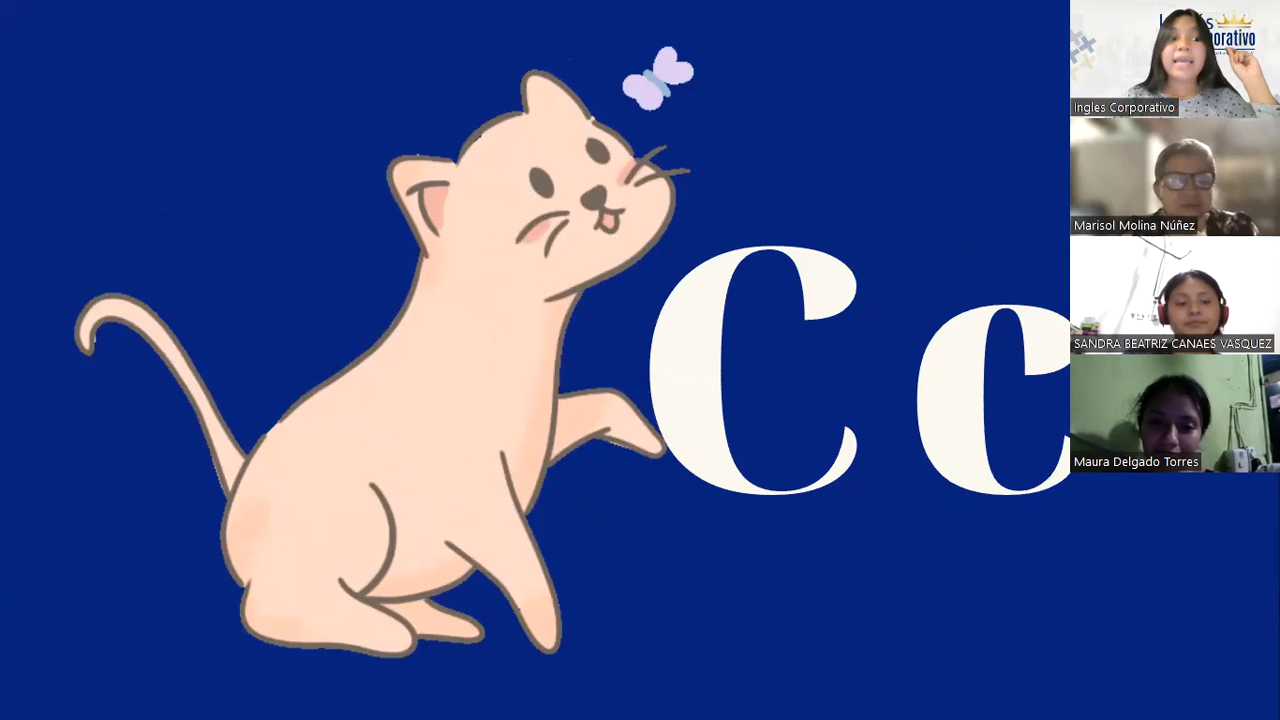 C c
Ingles Corporativo
Marisol Molina Núñez
SANDRA BEATRIZ CANAES VASQUEZ
Maura Delgado Torres